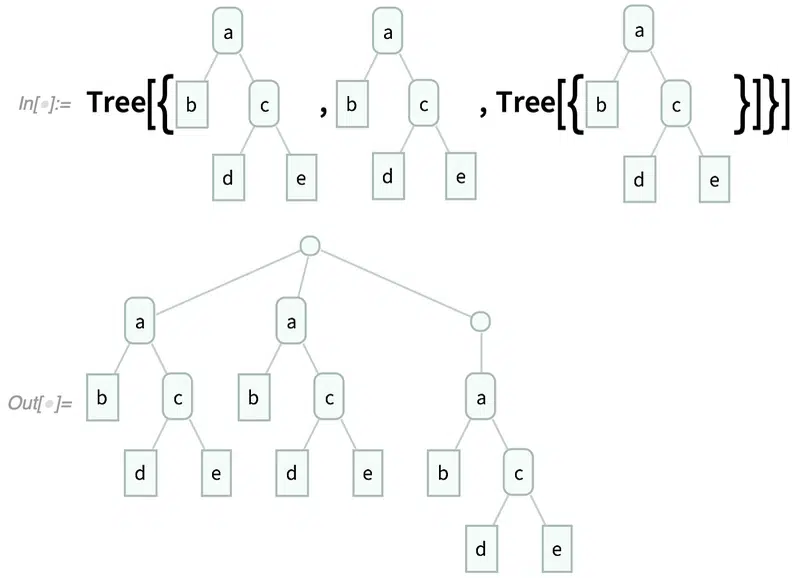 a a a
In[•]:= Tree[{ b c , b c , Tree[{ b c }]}]
d e d e d e
a a
b c b c a
Out[•]=
d e d e b c
d e